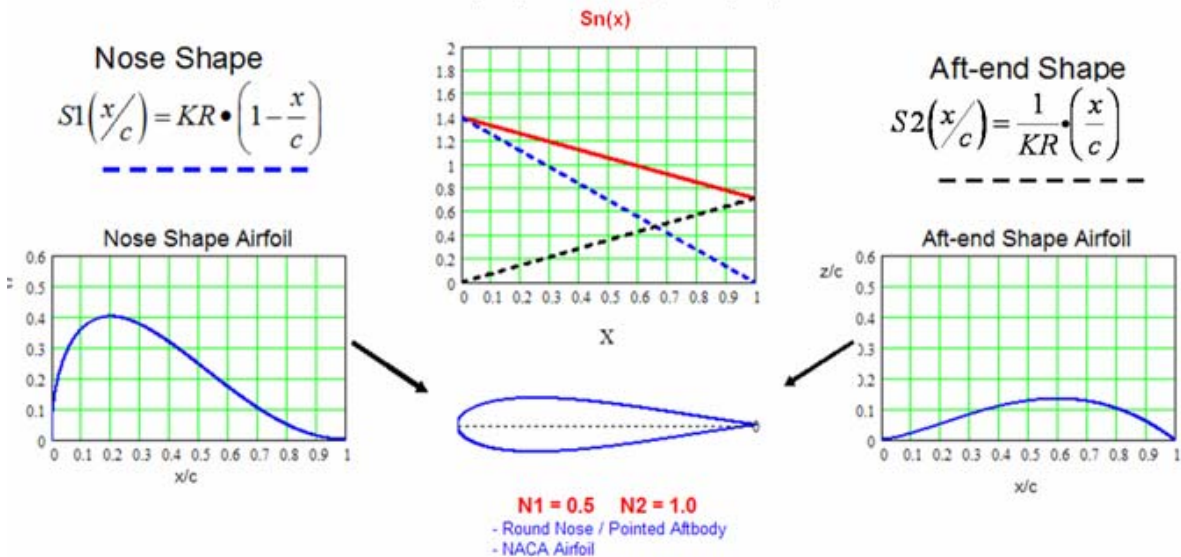 Sn(x)
Nose Shape
S1(x/c) = KR • (1 - x/c)
2
1.8
1.6
1.4
1.2
1
0.8
0.6
0.4
0.2
0
0 0.1 0.2 0.3 0.4 0.5 0.6 0.7 0.8 0.9 1
X
Aft-end Shape
S2(x/c) = 1/KR • (x/c)
Nose Shape Airfoil
0.6
0.5
0.4
0.3
0.2
0.1
0
0 0.1 0.2 0.3 0.4 0.5 0.6 0.7 0.8 0.9 1
x/c
Aft-end Shape Airfoil
z/c
0.6
0.5
0.4
0.3
0.2
0.1
0
0 0.1 0.2 0.3 0.4 0.5 0.6 0.7 0.8 0.9 1
x/c
0
N1 = 0.5 N2 = 1.0
- Round Nose / Pointed Aftbody
- NACA Airfoil